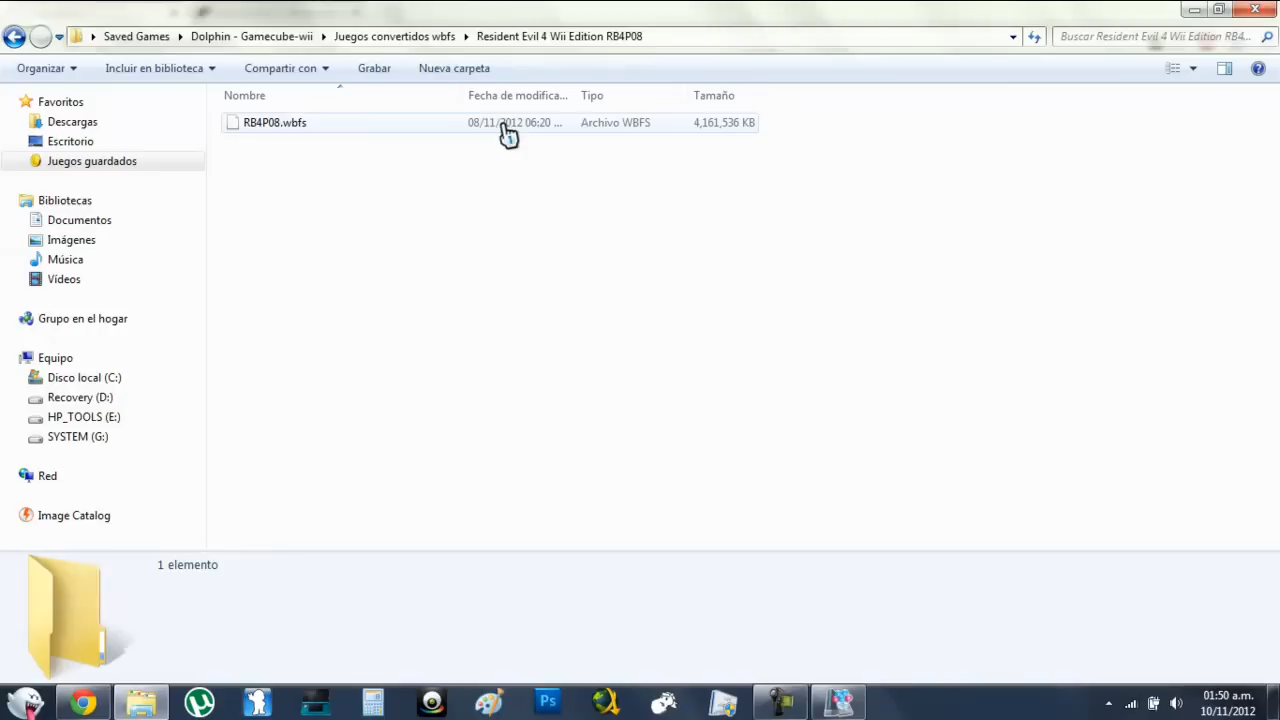 Saved Games Dolphin - Gamecube-wii Juegos convertidos wbfs Resident Evil 4 Wii Edition RB4P08 Buscar Resident Evil 4 Wii Edition RB4...
Organizar Incluir en biblioteca Compartir con Grabar Nueva carpeta
Nombre Fecha de modifica... Tipo Tamaño
RB4P08.wbfs 08/11/2012 06:20 ... Archivo WBFS 4,161,536 KB
Favoritos
Descargas
Escritorio
Juegos guardados
Bibliotecas
Documentos
Imágenes
Música
Vídeos
Grupo en el hogar
Equipo
Disco local (C:)
Recovery (D:)
HP_TOOLS (E:)
SYSTEM (G:)
Red
Image Catalog
1 elemento
Ps
01:50 a.m.
10/11/2012